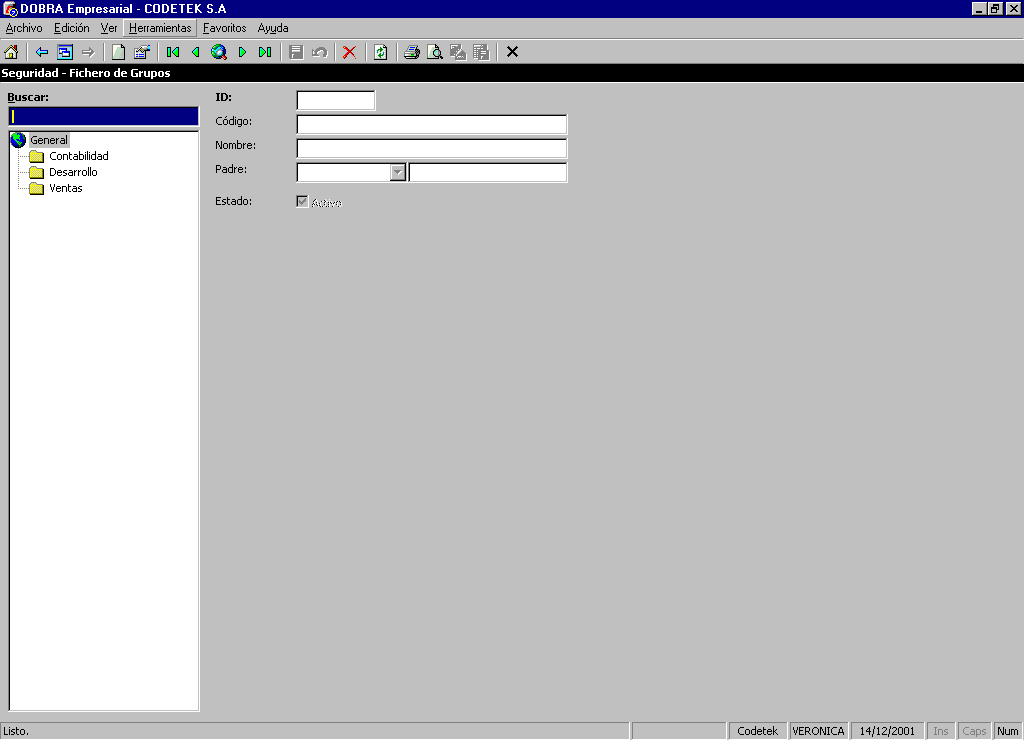 DOBRA Empresarial - CODETEK S.A
Archivo Edición Ver Herramientas Favoritos Ayuda
Seguridad - Fichero de Grupos
Buscar:
General
Contabilidad
Desarrollo
Ventas
ID:
Código:
Nombre:
Padre:
Estado: Activo
Listo. Codetek VERONICA 14/12/2001 Ins Caps Num